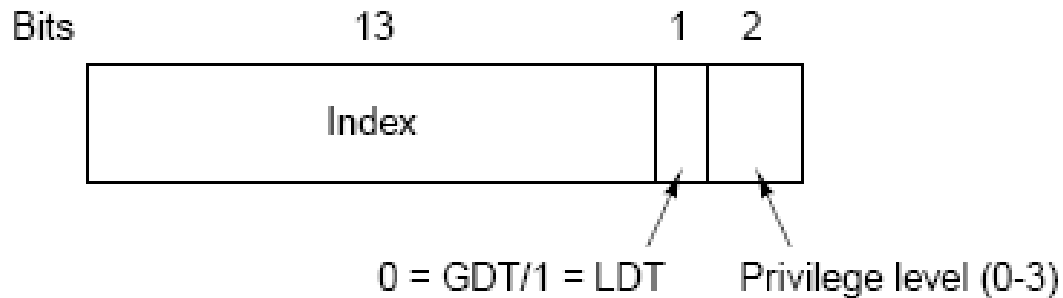 Bits 13 1 2
Index
0 = GDT/1 = LDT Privilege level (0-3)